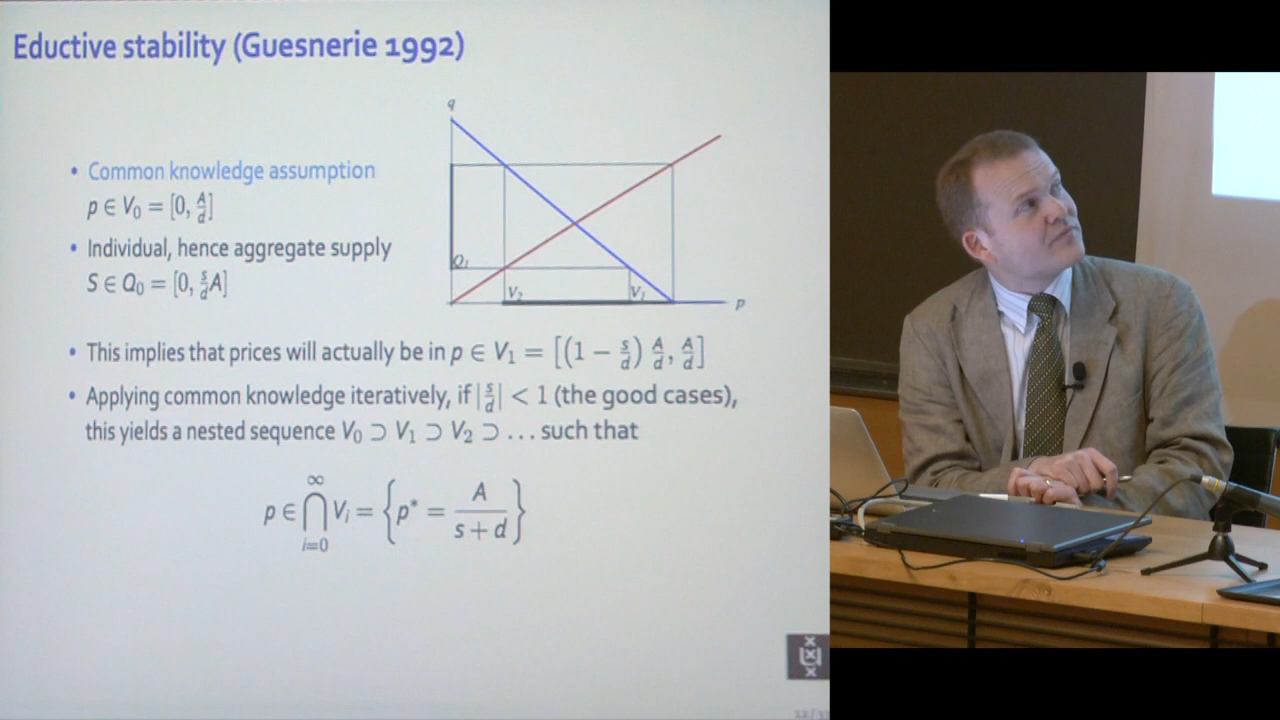 Eductive stability (Guesnerie 1992)
• Common knowledge assumption
p ∈ V₀ = [0, A/d]
• Individual, hence aggregate supply
S ∈ Q₀ = [0, s/d A]
q
Q₁
V₂
V₁
p
• This implies that prices will actually be in p ∈ V₁ = [(1 − s/d) A/d, A/d]
• Applying common knowledge iteratively, if |s/d| < 1 (the good cases),
this yields a nested sequence V₀ ⊃ V₁ ⊃ V₂ ⊃ … such that
p ∈ ⋂_{i=0}^{∞} Vᵢ = {p* = A/(s+d)}